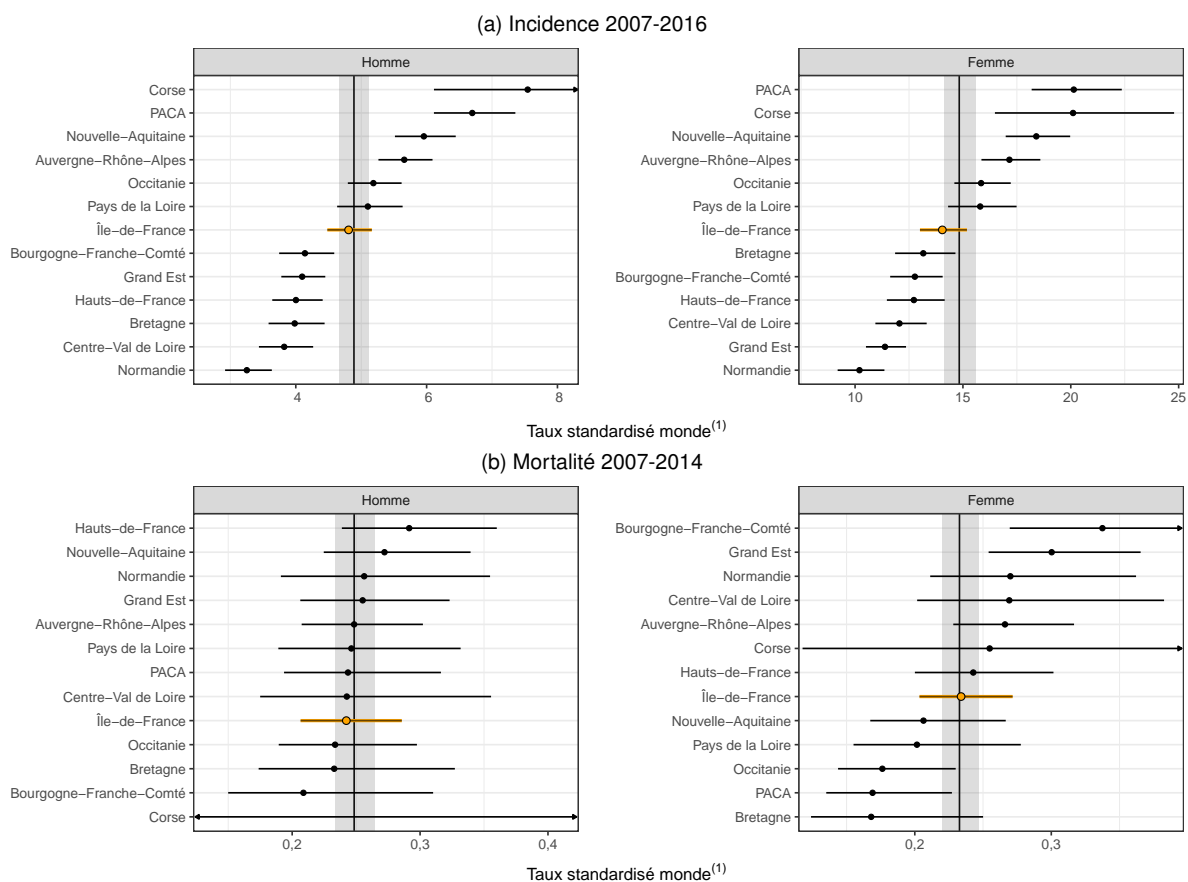 (a) Incidence 2007-2016
Homme
Corse
PACA
Nouvelle−Aquitaine
Auvergne−Rhône−Alpes
Occitanie
Pays de la Loire
Île−de−France
Bourgogne−Franche−Comté
Grand Est
Hauts−de−France
Bretagne
Centre−Val de Loire
Normandie
4 6 8
Femme
PACA
Corse
Nouvelle−Aquitaine
Auvergne−Rhône−Alpes
Occitanie
Pays de la Loire
Île−de−France
Bretagne
Bourgogne−Franche−Comté
Hauts−de−France
Centre−Val de Loire
Grand Est
Normandie
10 15 20 25
Taux standardisé monde(1)
(b) Mortalité 2007-2014
Homme
Hauts−de−France
Nouvelle−Aquitaine
Normandie
Grand Est
Auvergne−Rhône−Alpes
Pays de la Loire
PACA
Centre−Val de Loire
Île−de−France
Occitanie
Bretagne
Bourgogne−Franche−Comté
Corse
0,2 0,3 0,4
Femme
Bourgogne−Franche−Comté
Grand Est
Normandie
Centre−Val de Loire
Auvergne−Rhône−Alpes
Corse
Hauts−de−France
Île−de−France
Nouvelle−Aquitaine
Pays de la Loire
Occitanie
PACA
Bretagne
0,2 0,3
Taux standardisé monde(1)